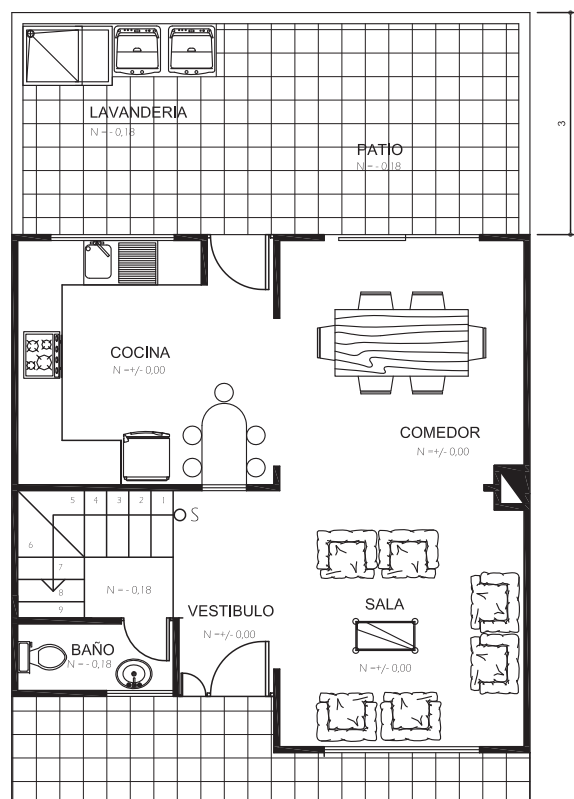 LAVANDERIA
N = - 0,18
PATIO
N = - 0,18
3
COCINA
N =+/- 0,00
COMEDOR
N =+/- 0,00
5 4 3 2 1
S
6
7
8
9
N = - 0,18
VESTIBULO
N =+/- 0,00
SALA
N =+/- 0,00
BAÑO
N = - 0,18